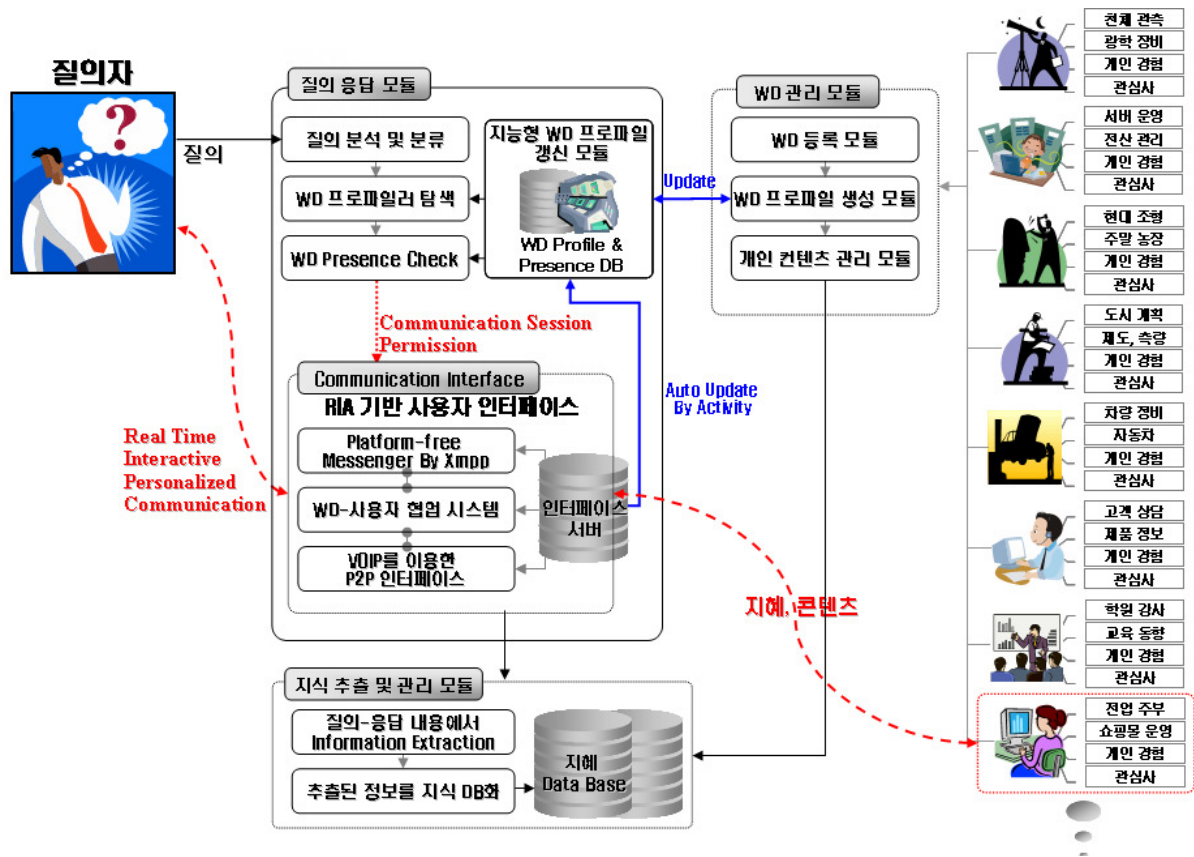 질의자
질의
질의 응답 모듈
질의 분석 및 분류
WD 프로파일러 탐색
WD Presence Check
지능형 WD 프로파일
갱신 모듈
WD Profile &
Presence DB
Update
WD 관리 모듈
WD 등록 모듈
WD 프로파일 생성 모듈
개인 컨텐츠 관리 모듈
Communication Session
Permission
Communication Interface
RIA 기반 사용자 인터페이스
Platform-free
Messenger By Xmpp
WD-사용자 협업 시스템
VOIP를 이용한
P2P 인터페이스
인터페이스
서버
Auto Update
By Activity
Real Time
Interactive
Personalized
Communication
지혜, 콘텐츠
지식 추출 및 관리 모듈
질의-응답 내용에서
Information Extraction
추출된 정보를 지식 DB화
지혜
Data Base
천체 관측
광학 장비
개인 경험
관심사
서버 운영
전산 관리
개인 경험
관심사
현대 조형
주말 농장
개인 경험
관심사
도시 계획
제도, 측량
개인 경험
관심사
차량 장비
자동차
개인 경험
관심사
고객 상담
제품 정보
개인 경험
관심사
학원 강사
교육 동향
개인 경험
관심사
전업 주부
쇼핑몰 운영
개인 경험
관심사